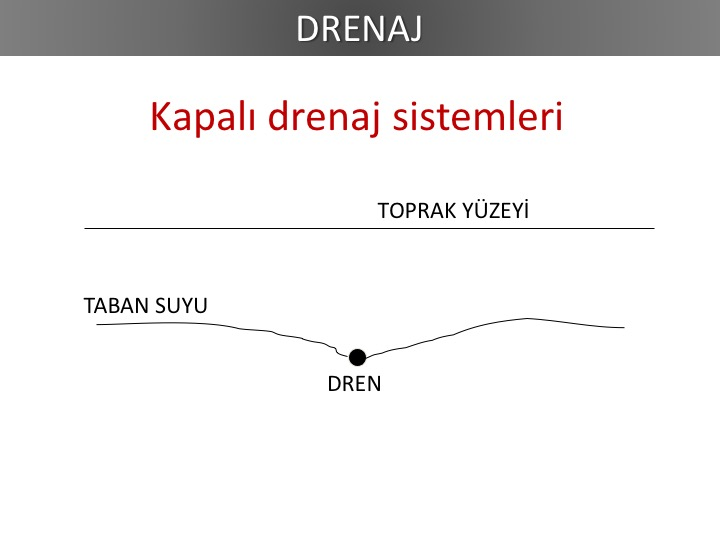 DRENAJ
Kapalı drenaj sistemleri
TOPRAK YÜZEYİ
TABAN SUYU
DREN